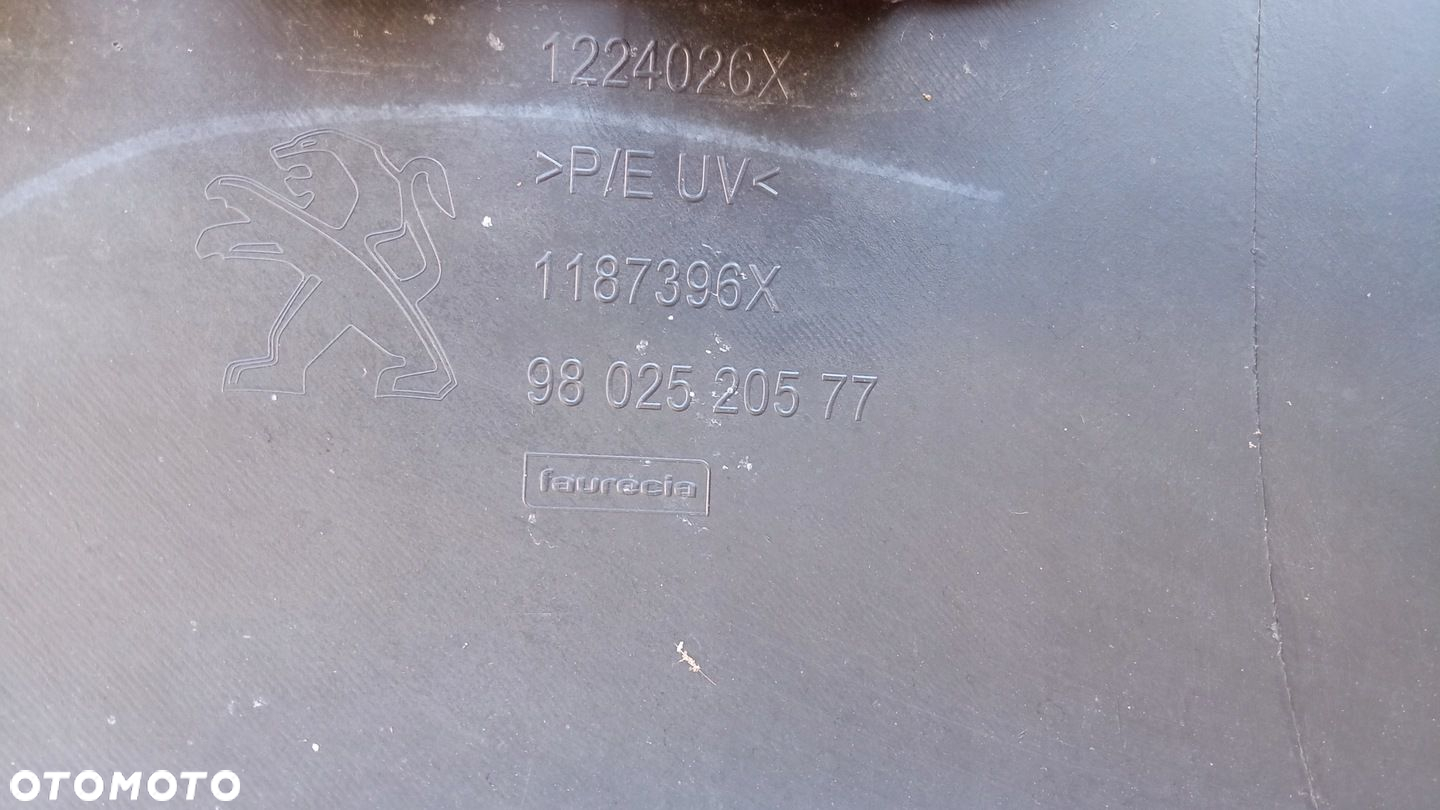 1224026X
>P/E UV<
1187396X
98 025 205 77
faurecia
OTOMOTO